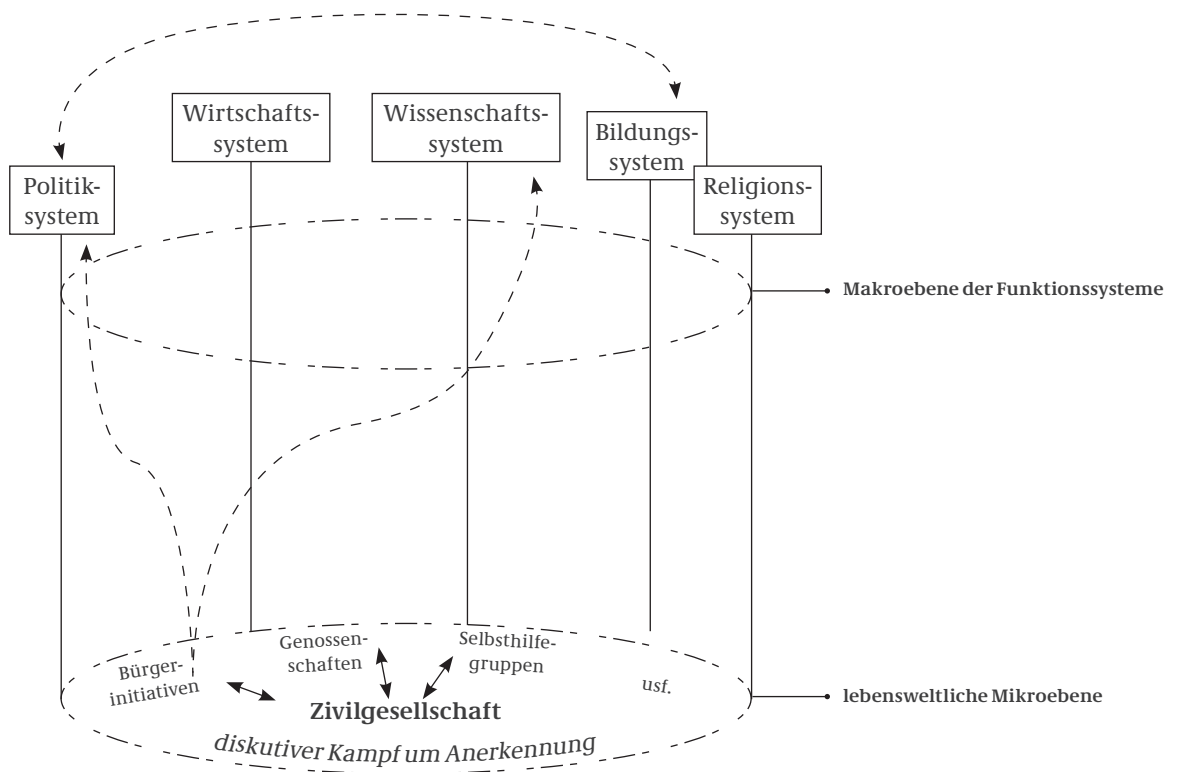 Wirtschafts-
system
Wissenschafts-
system
Bildungs-
system
Politik-
system
Religions-
system
Makroebene der Funktionssysteme
Genossen-
schaften
Selbsthilfe-
gruppen
Bürger-
initiativen
usf.
lebensweltliche Mikroebene
Zivilgesellschaft
diskutiver Kampf um Anerkennung